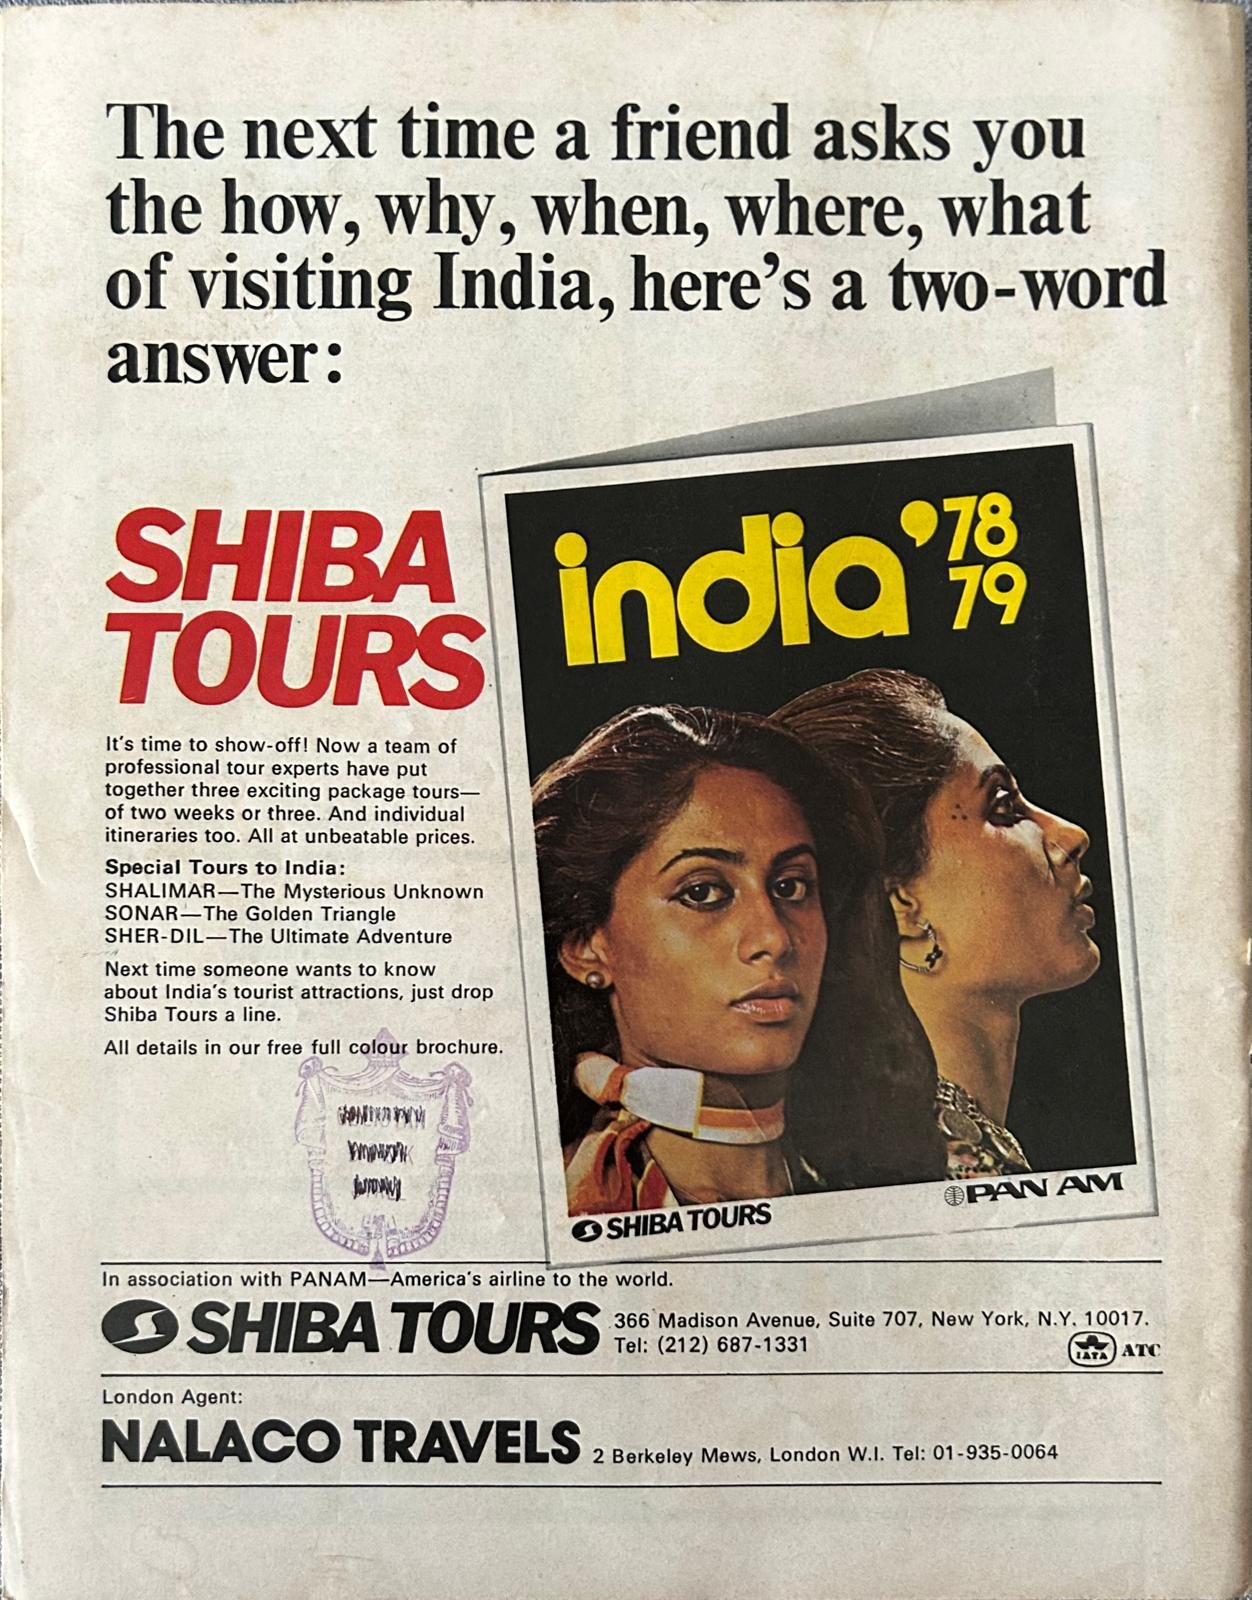 The next time a friend asks you
the how, why, when, where, what
of visiting India, here's a two-word
answer:
SHIBA
TOURS
It's time to show-off! Now a team of
professional tour experts have put
together three exciting package tours—
of two weeks or three. And individual
itineraries too. All at unbeatable prices.
Special Tours to India:
SHALIMAR—The Mysterious Unknown
SONAR—The Golden Triangle
SHER-DIL—The Ultimate Adventure
Next time someone wants to know
about India's tourist attractions, just drop
Shiba Tours a line.
All details in our free full colour brochure.
india '78
79
SHIBA TOURS
PAN AM
In association with PANAM—America's airline to the world.
SHIBA TOURS
366 Madison Avenue, Suite 707, New York, N.Y. 10017.
Tel: (212) 687-1331
IATA ATC
London Agent:
NALACO TRAVELS 2 Berkeley Mews, London W.I. Tel: 01-935-0064